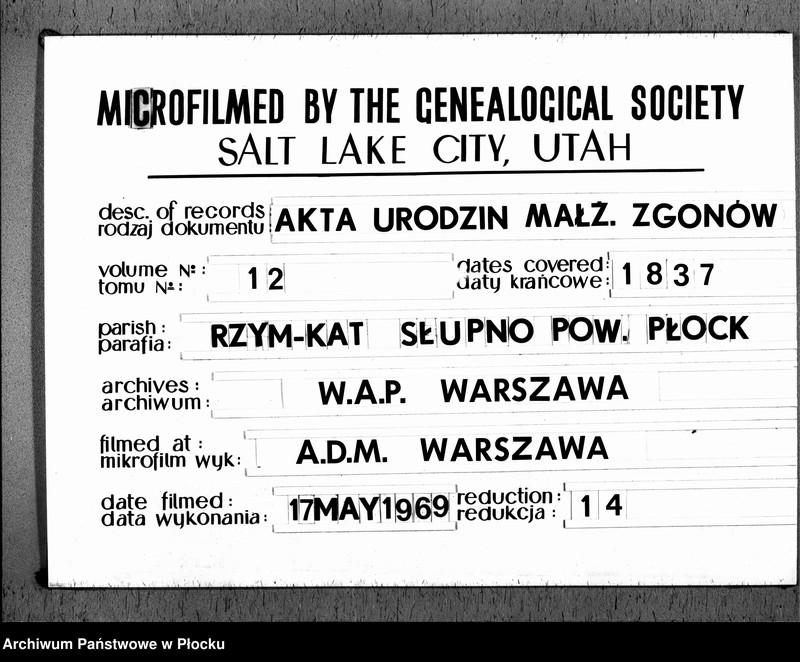 MICROFILMED BY THE GENEALOGICAL SOCIETY
SALT LAKE CITY, UTAH
desc. of records
rodzaj dokumentu AKTA URODZIN MAŁŻ. ZGONÓW
volume No:
tomu No: 12
dates covered:
daty krańcowe: 1837
parish:
parafia: RZYM-KAT SŁUPNO POW. PŁOCK
archives:
archiwum: W.A.P. WARSZAWA
filmed at:
mikrofilm wyk: A.D.M. WARSZAWA
date filmed:
data wykonania: 17MAY1969
reduction:
redukcja: 14
Archiwum Państwowe w Płocku